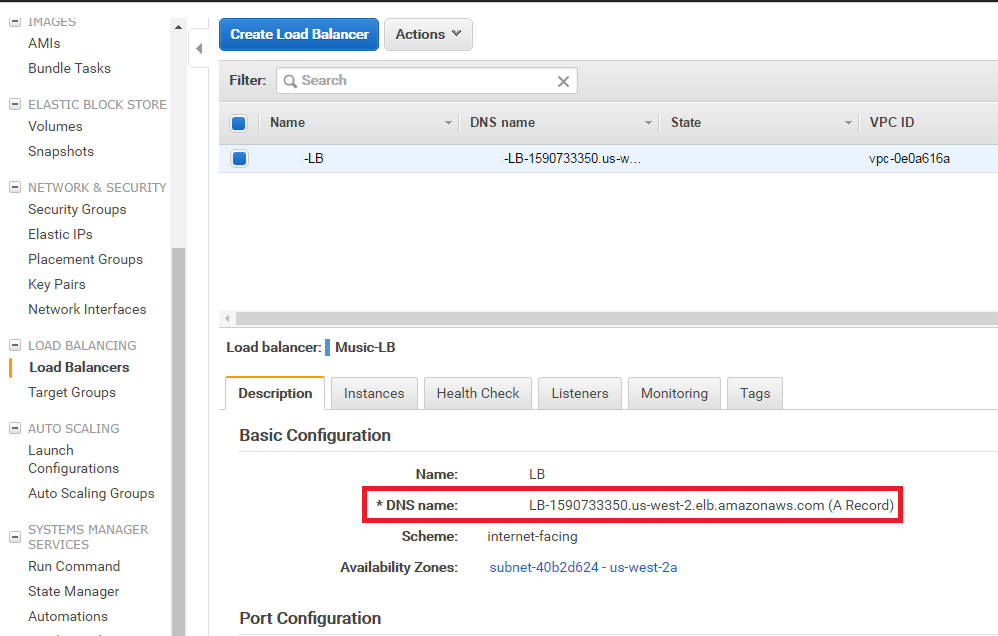 IMAGES
AMIs
Bundle Tasks
ELASTIC BLOCK STORE
Volumes
Snapshots
NETWORK & SECURITY
Security Groups
Elastic IPs
Placement Groups
Key Pairs
Network Interfaces
LOAD BALANCING
Load Balancers
Target Groups
AUTO SCALING
Launch
Configurations
Auto Scaling Groups
SYSTEMS MANAGER
SERVICES
Run Command
State Manager
Automations
Create Load Balancer Actions
Filter: Search
Name DNS name State VPC ID
-LB -LB-1590733350.us-w... vpc-0e0a616a
Load balancer: Music-LB
Description Instances Health Check Listeners Monitoring Tags
Basic Configuration
Name: LB
* DNS name: LB-1590733350.us-west-2.elb.amazonaws.com (A Record)
Scheme: internet-facing
Availability Zones: subnet-40b2d624 - us-west-2a
Port Configuration